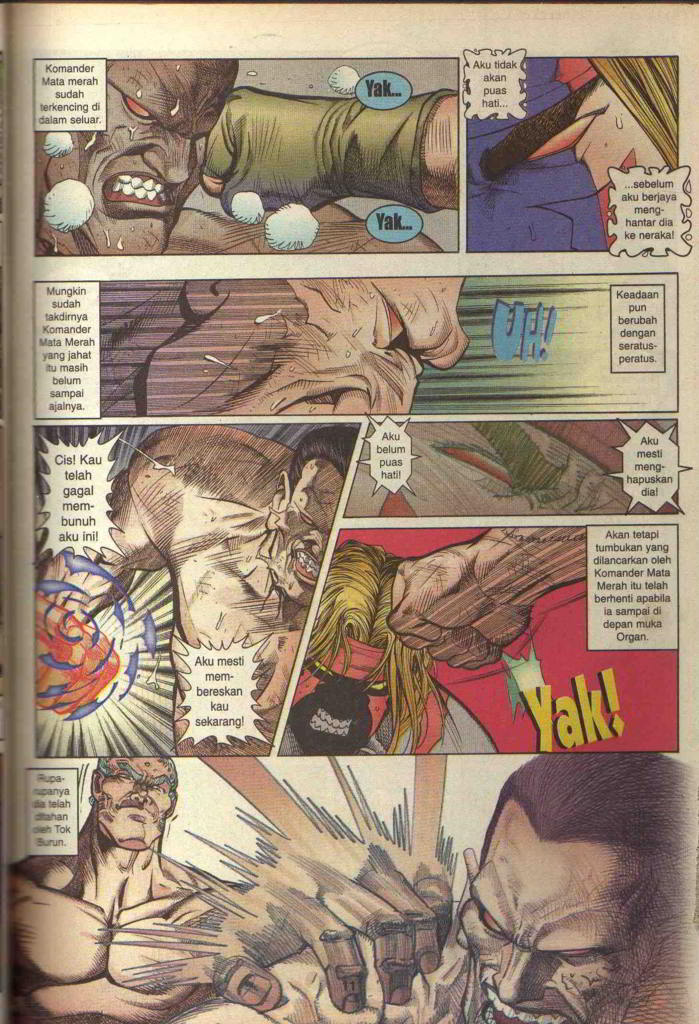 Komander
Mata merah
sudah
terkencing di
dalam seluar.
Yak...
Yak...
Aku tidak
akan
puas
hati...
...sebelum
aku berjaya
meng-
hantar dia
ke neraka!
Mungkin
sudah
takdirnya
Komander
Mata Merah
yang jahat
itu masih
belum
sampai
ajalnya.
UH!
Keadaan
pun
berubah
dengan
seratus-
peratus.
Cis! Kau
telah
gagal
mem-
bunuh
aku ini!
Aku mesti
mem-
bereskan
kau
sekarang!
Aku
belum
puas
hati!
Aku
mesti
meng-
hapuskan
dia!
Akan tetapi
tumbukan yang
dilancarkan oleh
Komander Mata
Merah itu telah
berhenti apabila
ia sampai di
depan muka
Organ.
Yak!
Rupa-
rupanya
dia telah
ditahan
oleh Tok
Burun.